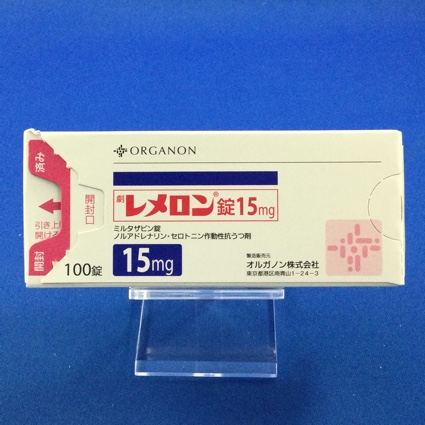 ORGANON
劇レメロン®錠15mg
ミルタザピン錠
ノルアドレナリン・セロトニン作動性抗うつ剤
15mg
100錠
製造販売元
オルガノン株式会社
東京都港区南青山1-24-3
済み
開封口
引き上げ
開ける
開封